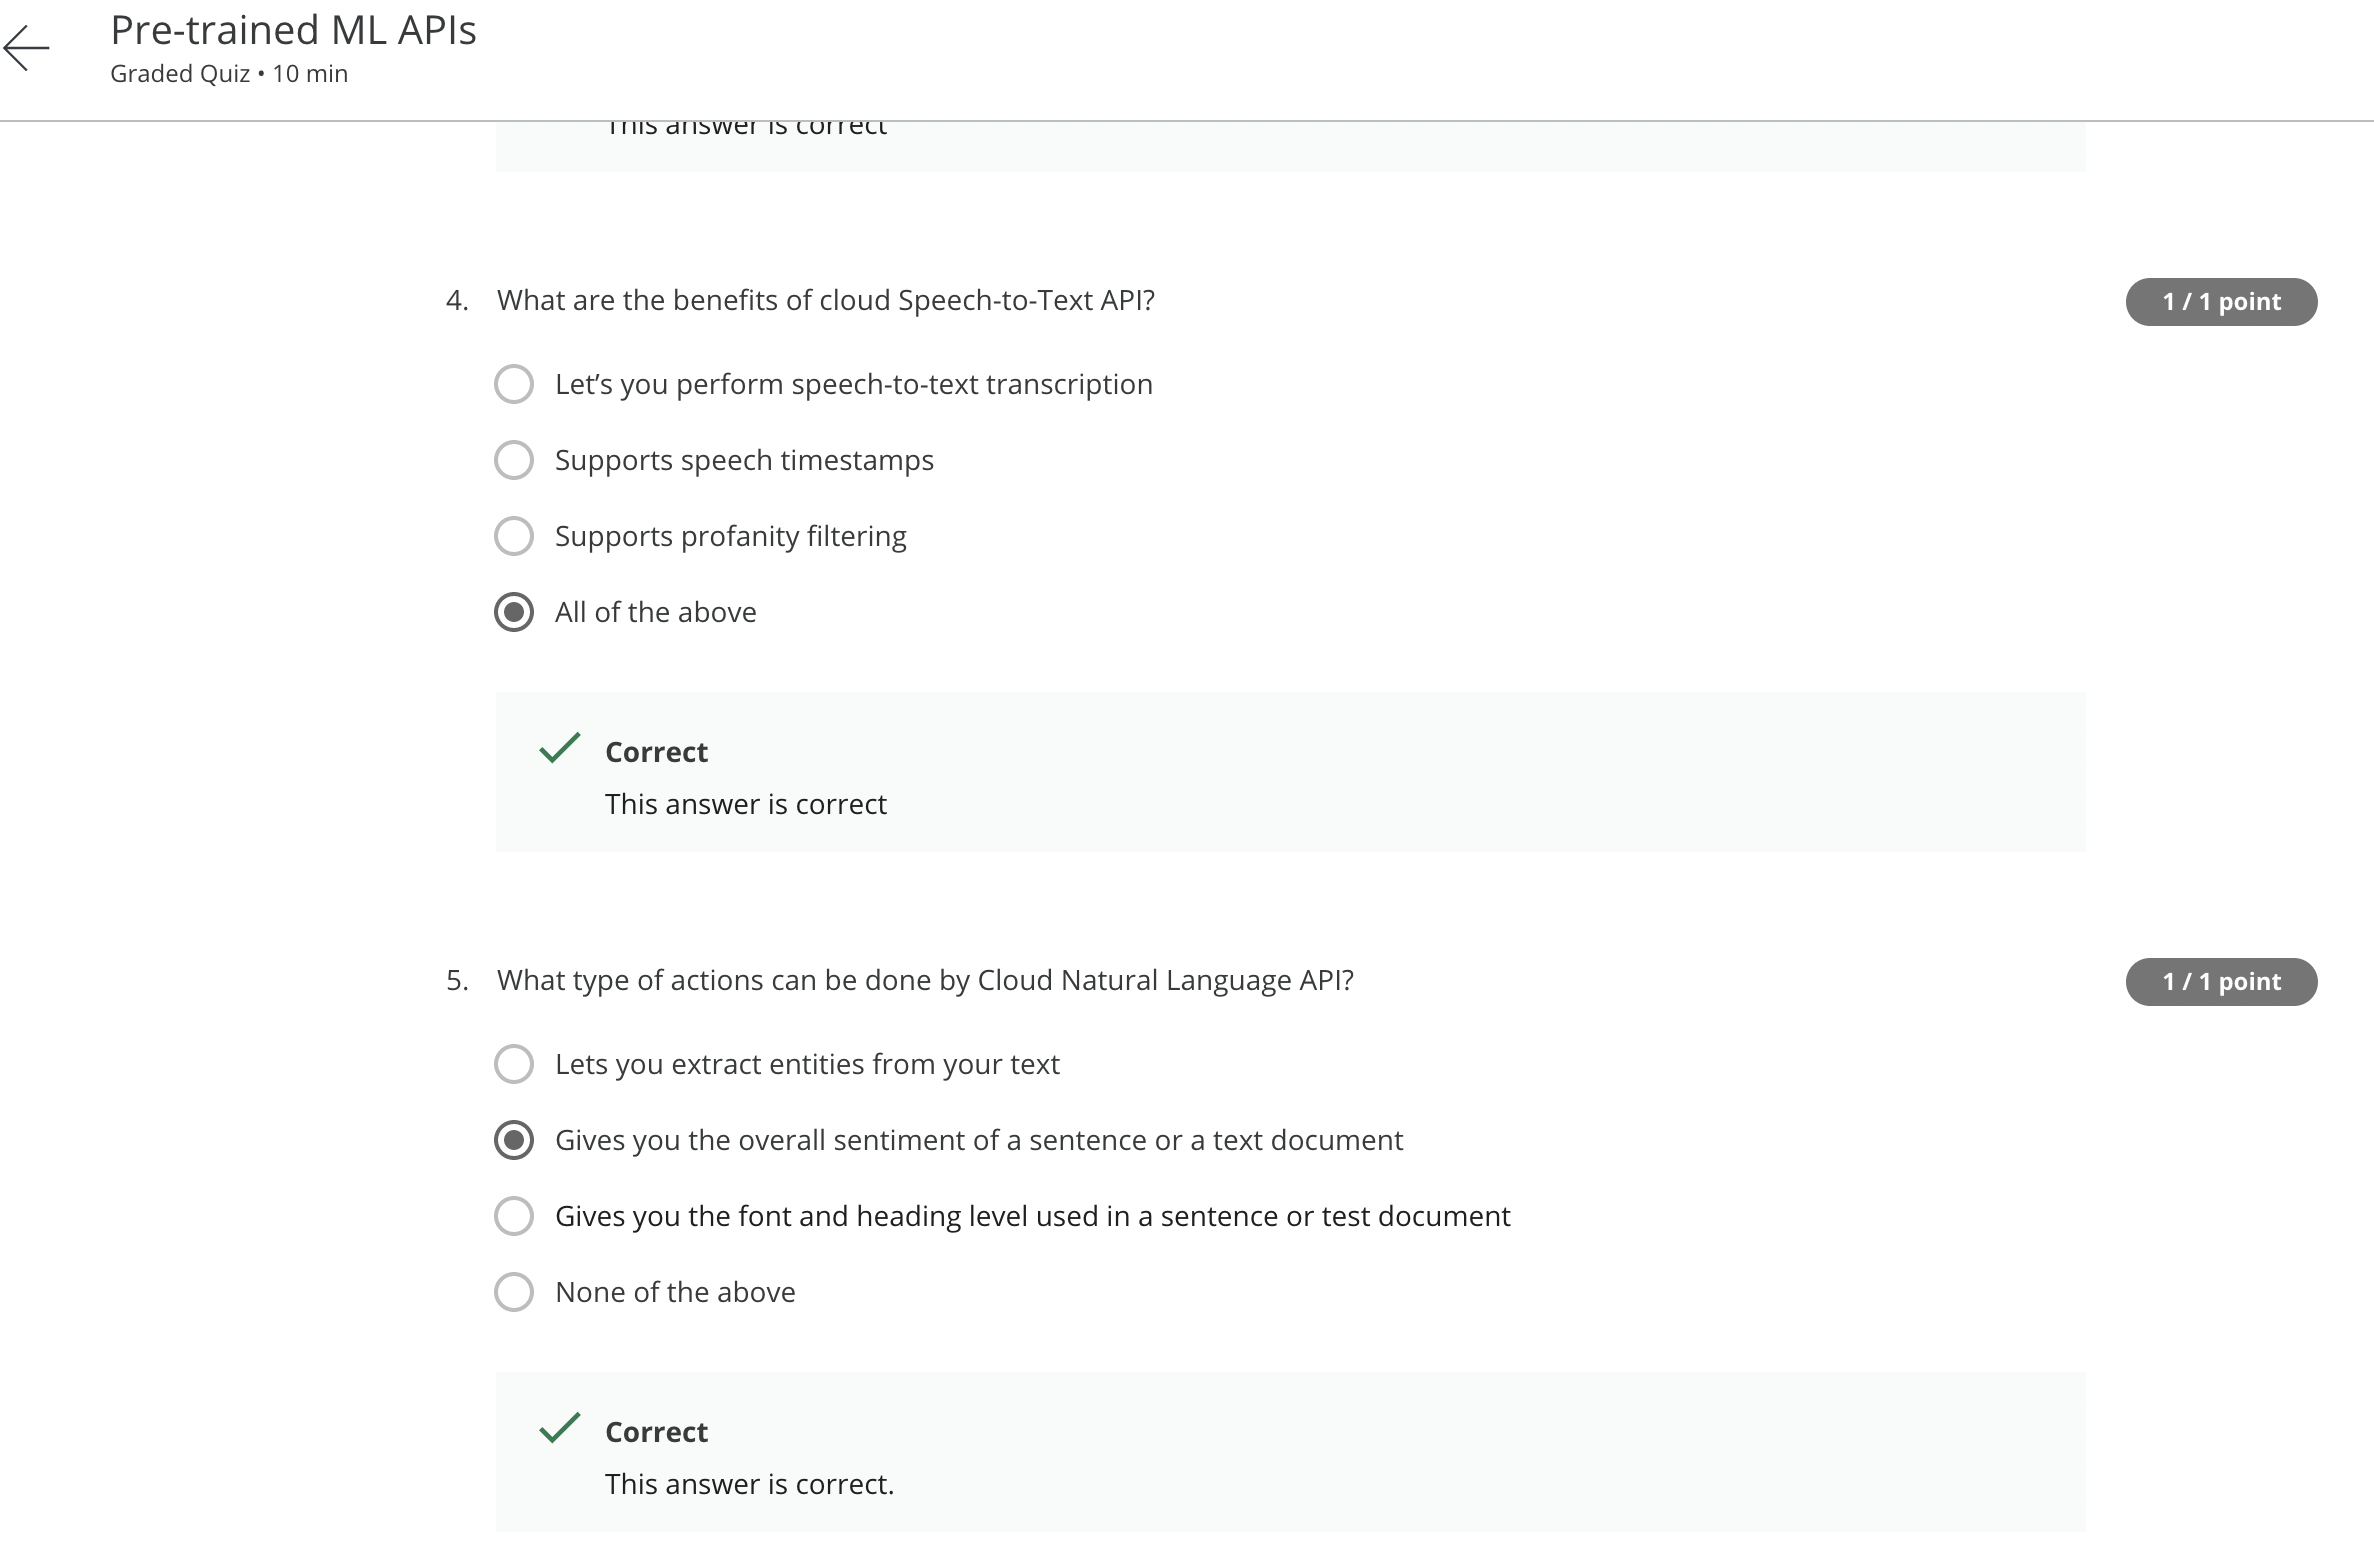 Pre-trained ML APIs
Graded Quiz • 10 min
This answer is correct
4. What are the benefits of cloud Speech-to-Text API?
1 / 1 point
Let’s you perform speech-to-text transcription
Supports speech timestamps
Supports profanity filtering
All of the above
Correct
This answer is correct
5. What type of actions can be done by Cloud Natural Language API?
1 / 1 point
Lets you extract entities from your text
Gives you the overall sentiment of a sentence or a text document
Gives you the font and heading level used in a sentence or test document
None of the above
Correct
This answer is correct.